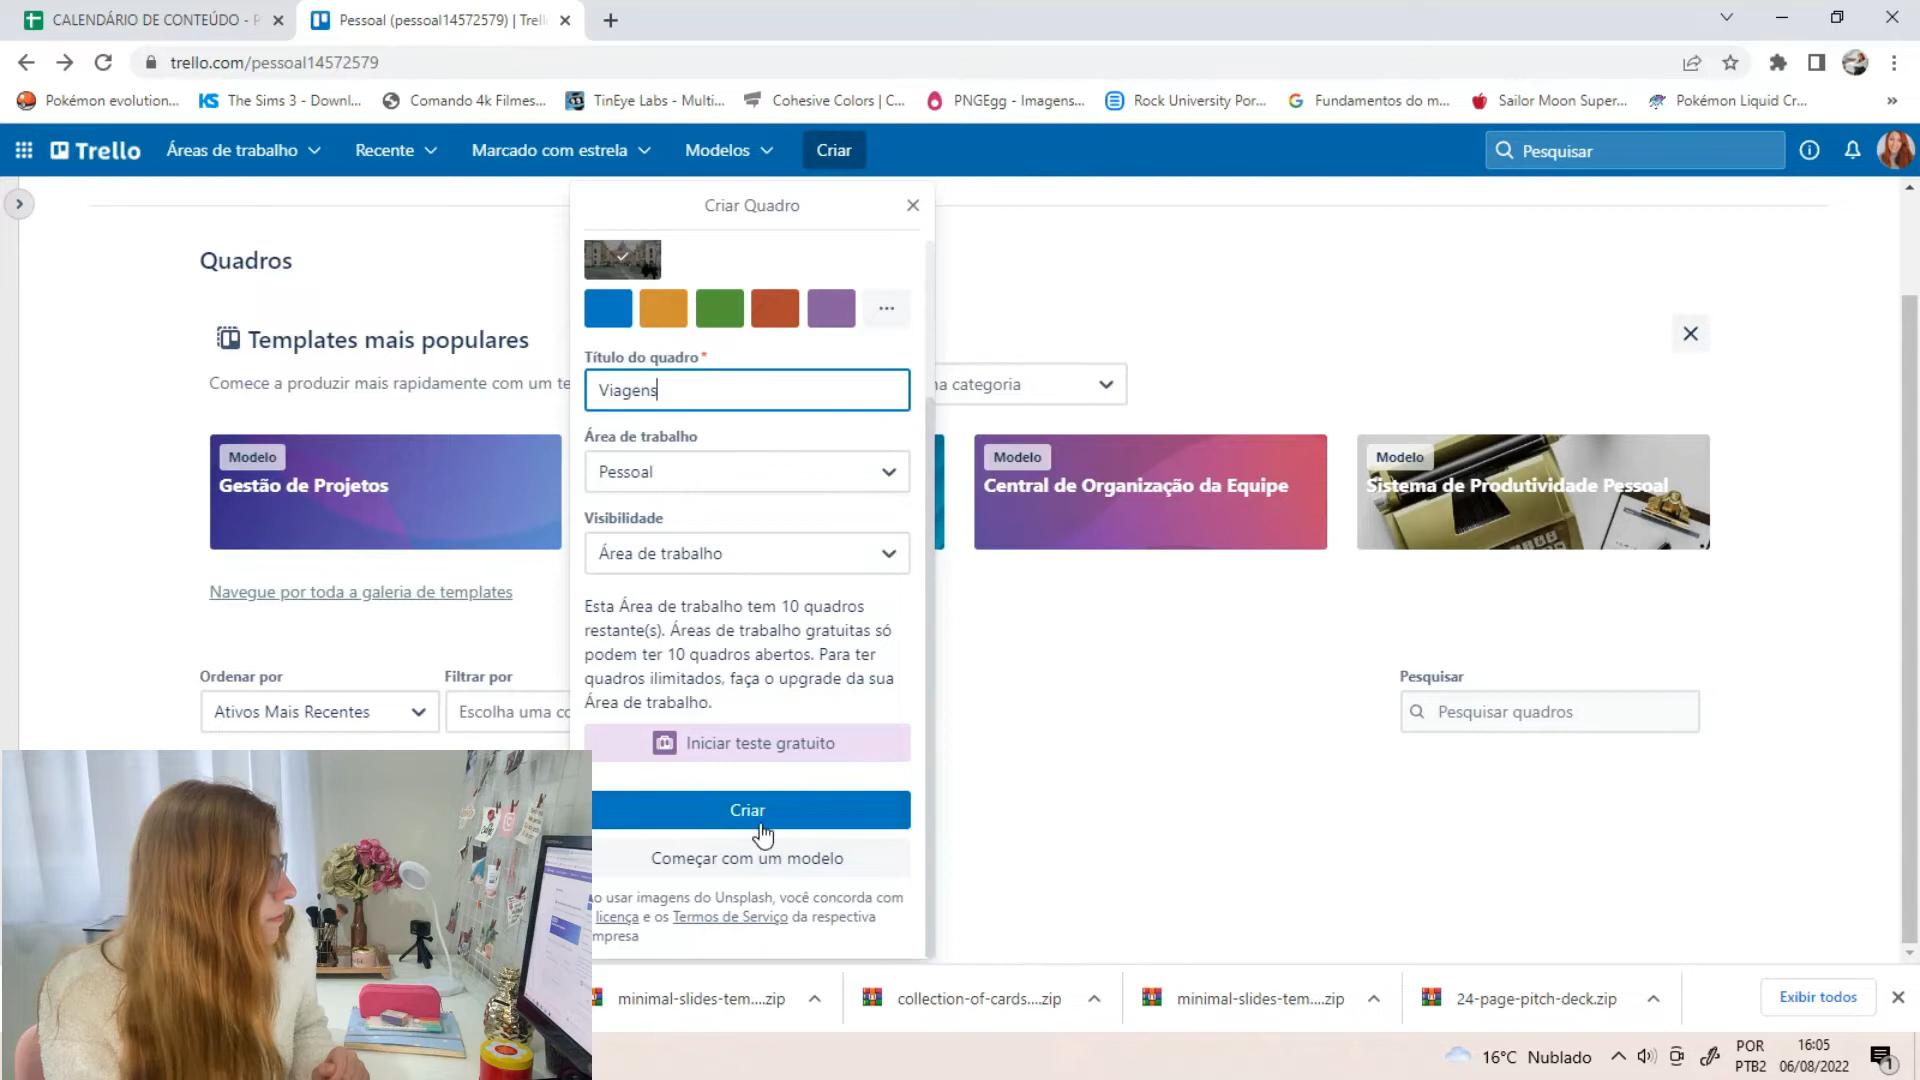 CALENDÁRIO DE CONTEÚDO - P
Pessoal (pessoal14572579) | Trell
trello.com/pessoal14572579
Pokémon evolution...
The Sims 3 - Downl...
Comando 4k Filmes...
TinEye Labs - Multi...
Cohesive Colors | C...
PNGEgg - Imagens...
Rock University Por...
Fundamentos do m...
Sailor Moon Super...
Pokémon Liquid Cr...
Trello
Áreas de trabalho
Recente
Marcado com estrela
Modelos
Criar
Pesquisar
Criar Quadro
Quadros
Templates mais populares
Comece a produzir mais rapidamente com um te
na categoria
Título do quadro*
Viagens
Área de trabalho
Pessoal
Visibilidade
Área de trabalho
Esta Área de trabalho tem 10 quadros
restante(s). Áreas de trabalho gratuitas só
podem ter 10 quadros abertos. Para ter
quadros ilimitados, faça o upgrade da sua
Área de trabalho.
Iniciar teste gratuito
Criar
Começar com um modelo
o usar imagens do Unsplash, você concorda com
licença e os Termos de Serviço da respectiva
mpresa
Modelo
Gestão de Projetos
Modelo
Central de Organização da Equipe
Modelo
Sistema de Produtividade Pessoal
Navegue por toda a galeria de templates
Ordenar por
Ativos Mais Recentes
Filtrar por
Escolha uma co
Pesquisar
Pesquisar quadros
minimal-slides-tem....zip
collection-of-cards....zip
minimal-slides-tem....zip
24-page-pitch-deck.zip
Exibir todos
16°C Nublado
POR
PTB2
16:05
06/08/2022
1